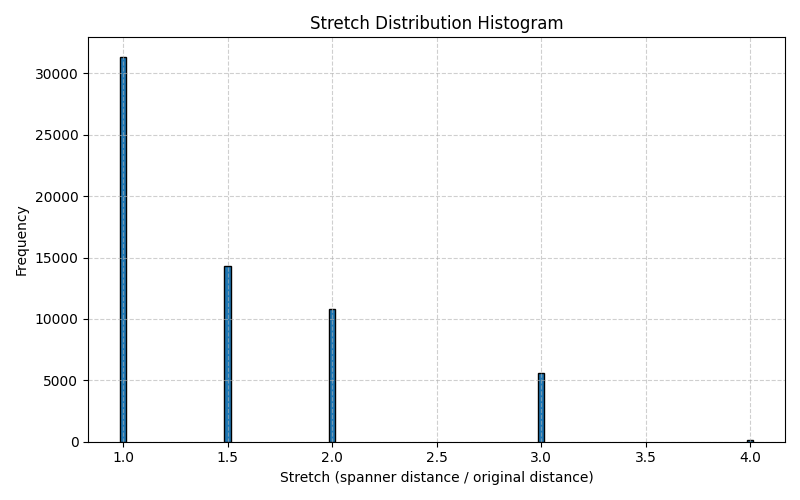 Stretch Distribution Histogram
Frequency
30000
25000
20000
15000
10000
5000
0
1.0 1.5 2.0 2.5 3.0 3.5 4.0
Stretch (spanner distance / original distance)